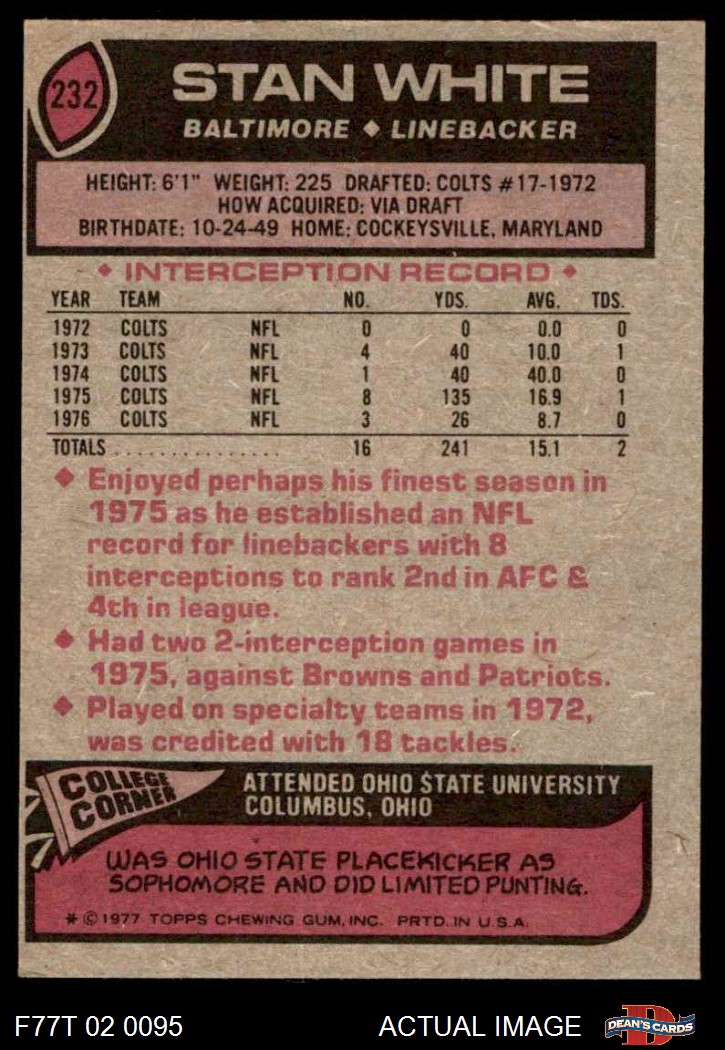 232
STAN WHITE
BALTIMORE ◆ LINEBACKER
HEIGHT: 6'1" WEIGHT: 225 DRAFTED: COLTS #17-1972
HOW ACQUIRED: VIA DRAFT
BIRTHDATE: 10-24-49 HOME: COCKEYSVILLE, MARYLAND
◆ INTERCEPTION RECORD ◆
YEAR TEAM NO. YDS. AVG. TDS.
1972 COLTS NFL 0 0 0.0 0
1973 COLTS NFL 4 40 10.0 1
1974 COLTS NFL 1 40 40.0 0
1975 COLTS NFL 8 135 16.9 1
1976 COLTS NFL 3 26 8.7 0
TOTALS . . . . . . . . . . . . . . . 16 241 15.1 2
◆ Enjoyed perhaps his finest season in
1975 as he established an NFL
record for linebackers with 8
interceptions to rank 2nd in AFC &
4th in league.
◆ Had two 2-interception games in
1975, against Browns and Patriots.
◆ Played on specialty teams in 1972,
was credited with 18 tackles.
COLLEGE
CORNER
ATTENDED OHIO STATE UNIVERSITY
COLUMBUS, OHIO
WAS OHIO STATE PLACEKICKER AS
SOPHOMORE AND DID LIMITED PUNTING.
* © 1977 TOPPS CHEWING GUM, INC. PRTD. IN U.S.A.
F77T 02 0095
ACTUAL IMAGE
D
DEAN'S CARDS